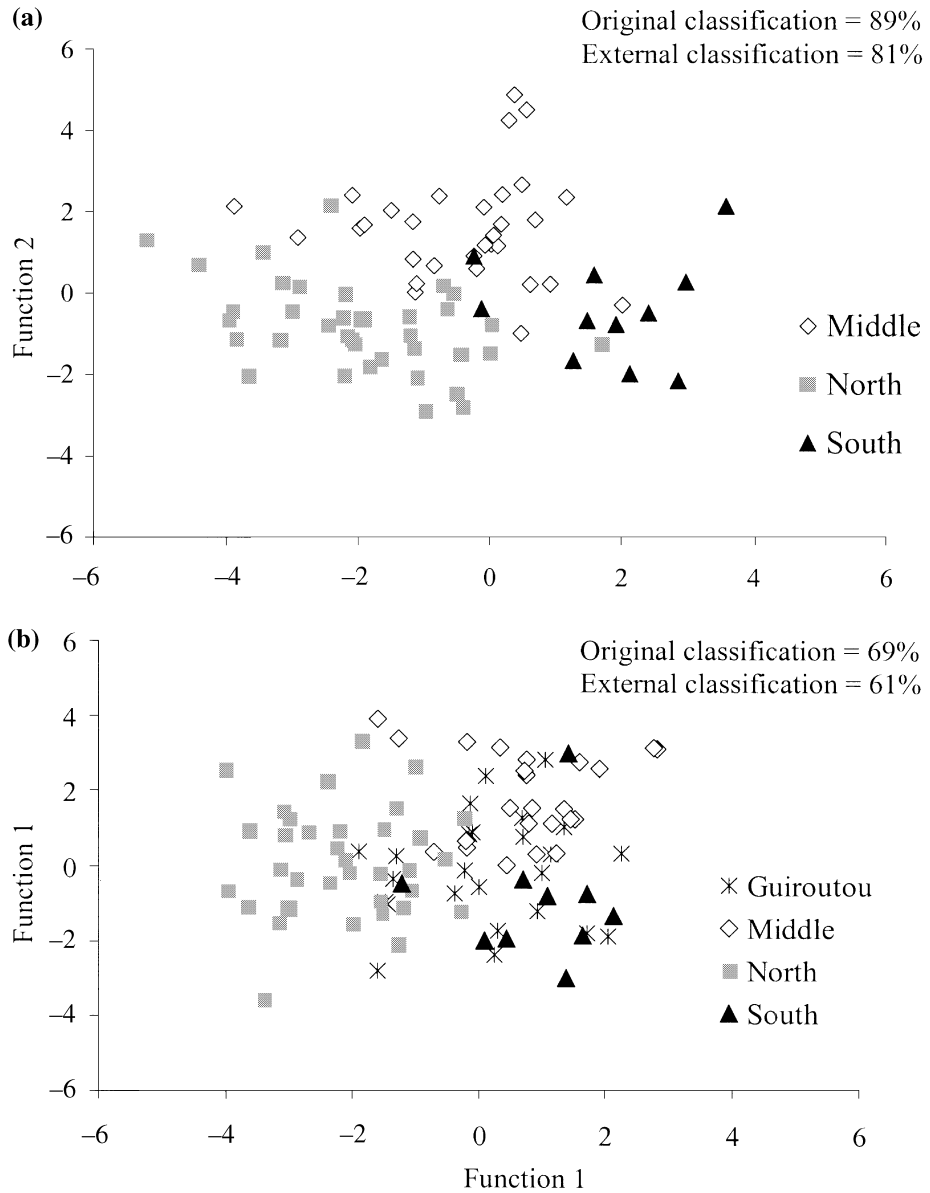 (a)
Original classification = 89%
External classification = 81%
6
4
2
0
–2
–4
–6
Function 2
Middle
North
South
–6
–4
–2
0
2
4
6
(b)
Original classification = 69%
External classification = 61%
6
4
2
0
–2
–4
–6
Function 1
Guiroutou
Middle
North
South
–6
–4
–2
0
2
4
6
Function 1